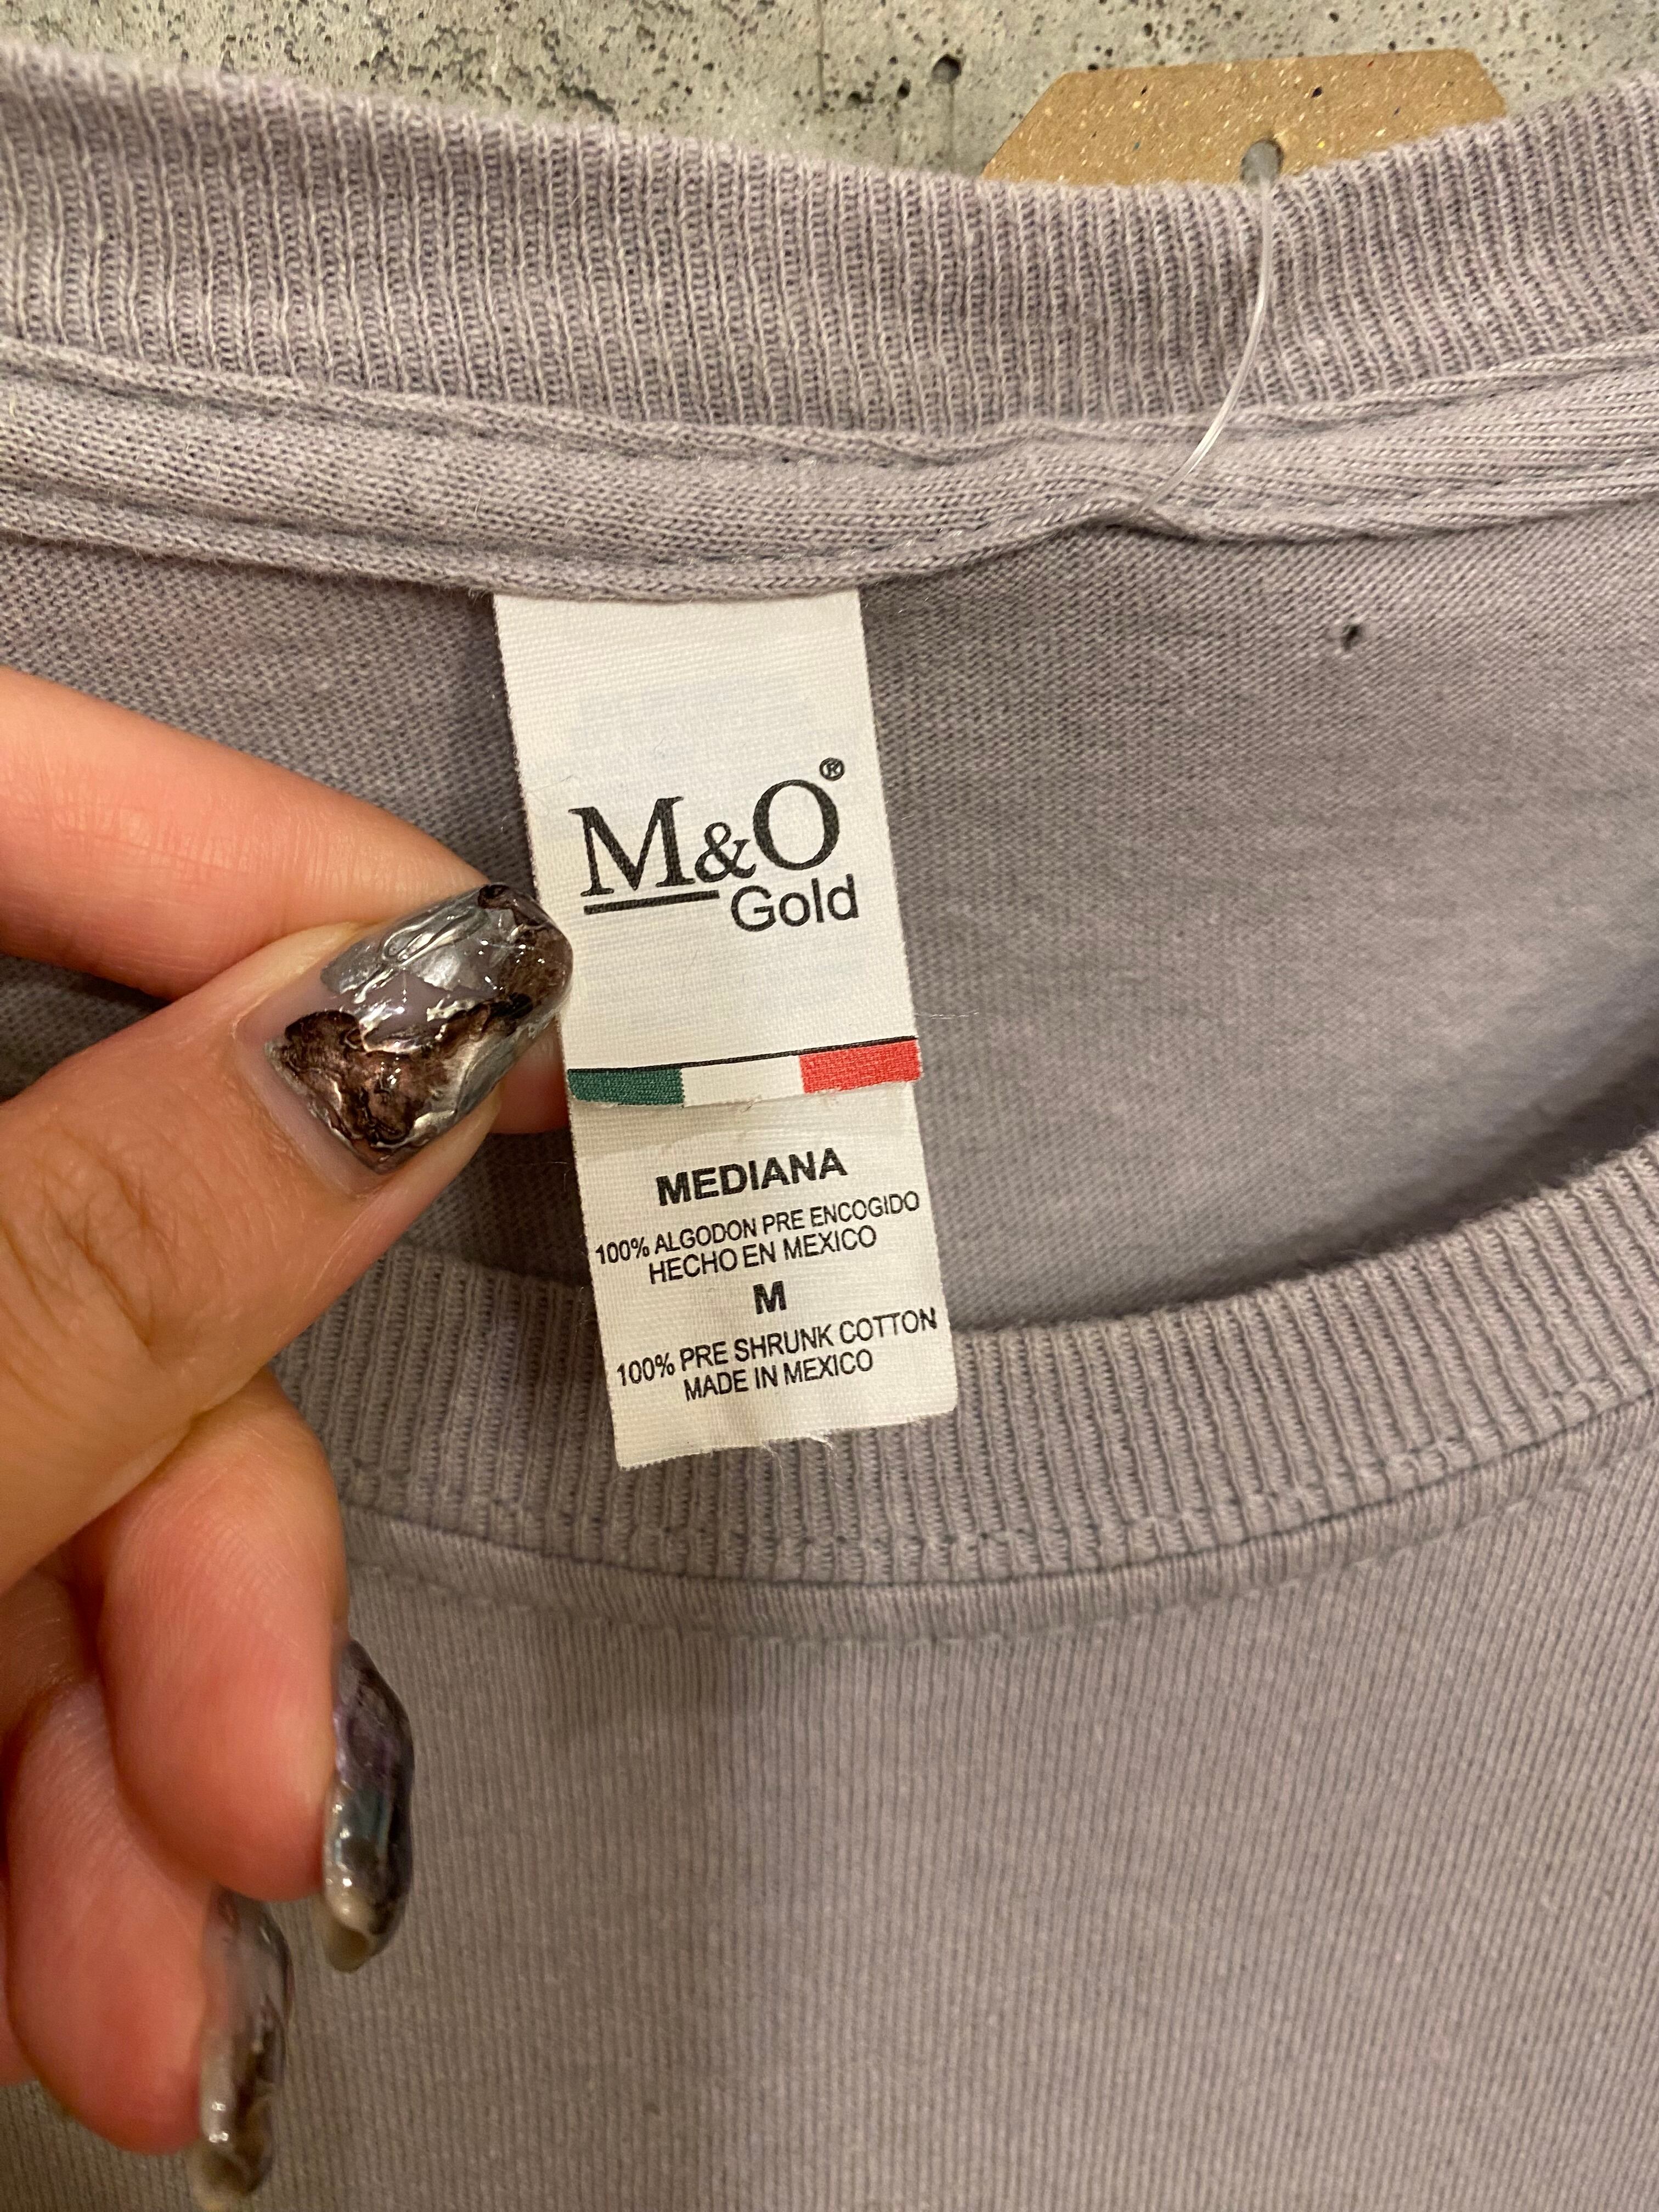 M&O®
Gold
MEDIANA
100% ALGODON PRE ENCOGIDO
HECHO EN MEXICO
M
100% PRE SHRUNK COTTON
MADE IN MEXICO